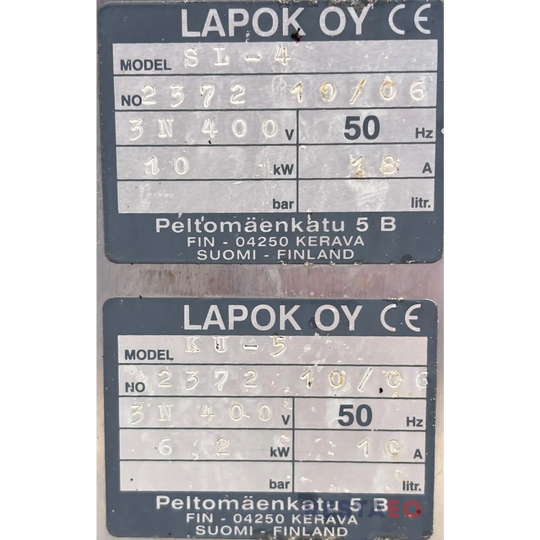 LAPOK OY CE
MODEL SL-4
NO 2372 10/06
3N 400 V 50 Hz
10 kW 18 A
bar litr.
Peltomäenkatu 5 B
FIN - 04250 KERAVA
SUOMI - FINLAND
LAPOK OY CE
MODEL KU-5
NO 2372 10/06
3N 400 V 50 Hz
6,2 kW 10 A
bar litr.
Peltomäenkatu 5 B
FIN - 04250 KERAVA
SUOMI - FINLAND